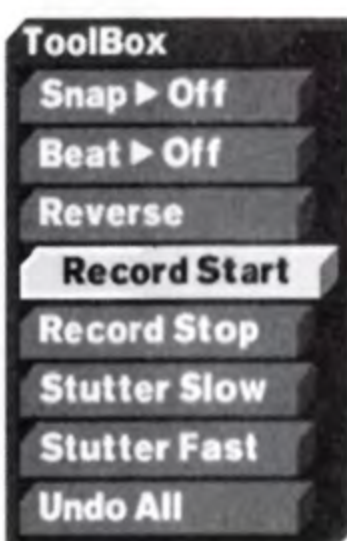 ToolBox
Snap ▶ Off
Beat ▶ Off
Reverse
Record Start
Record Stop
Stutter Slow
Stutter Fast
Undo All